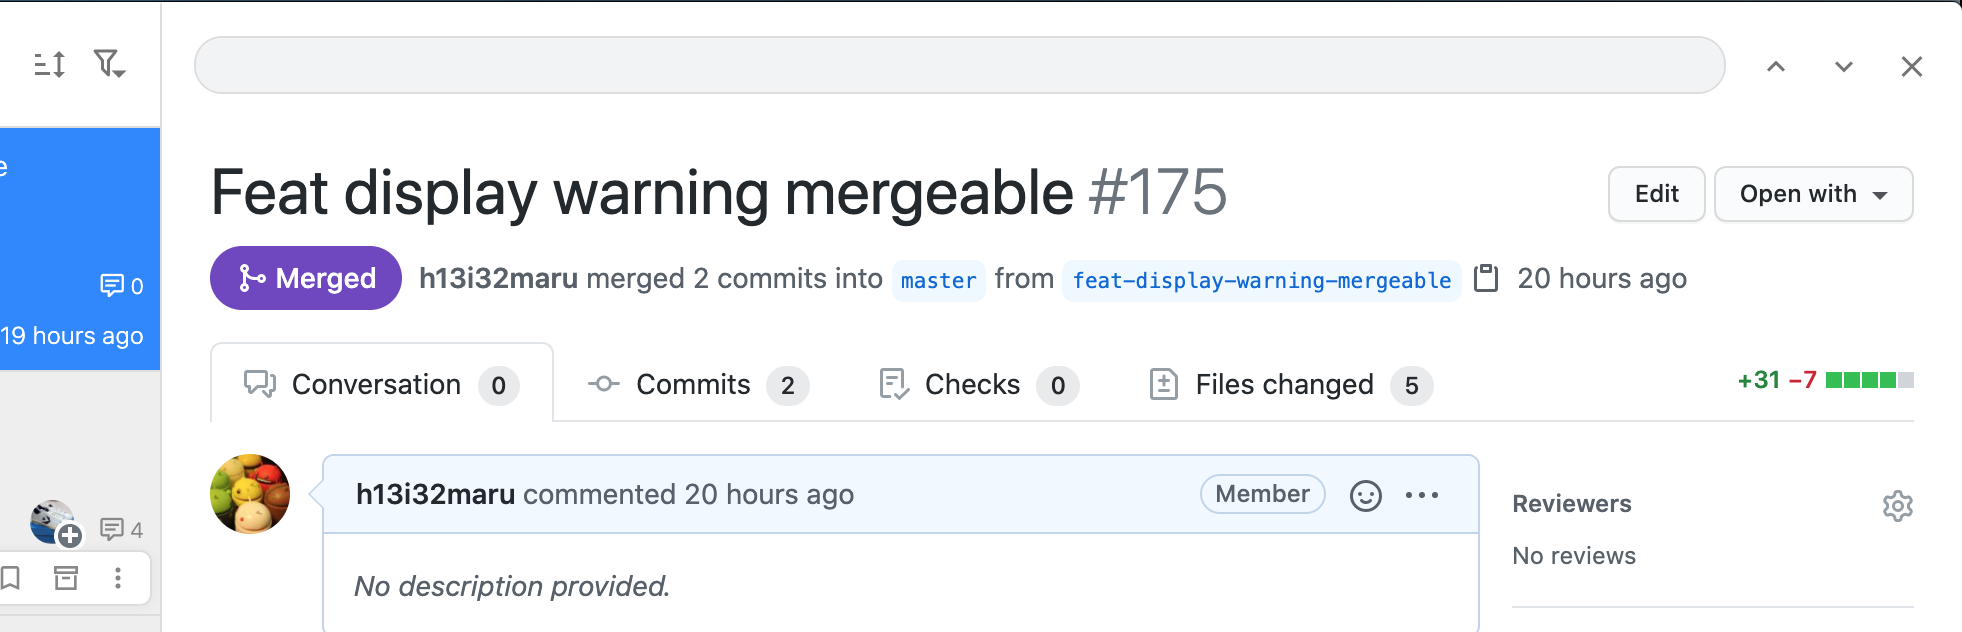 e
0
19 hours ago
4
Feat display warning mergeable #175
Edit
Open with
Merged
h13i32maru merged 2 commits into master from feat-display-warning-mergeable 20 hours ago
Conversation 0
Commits 2
Checks 0
Files changed 5
+31 −7
h13i32maru commented 20 hours ago
Member
No description provided.
Reviewers
No reviews